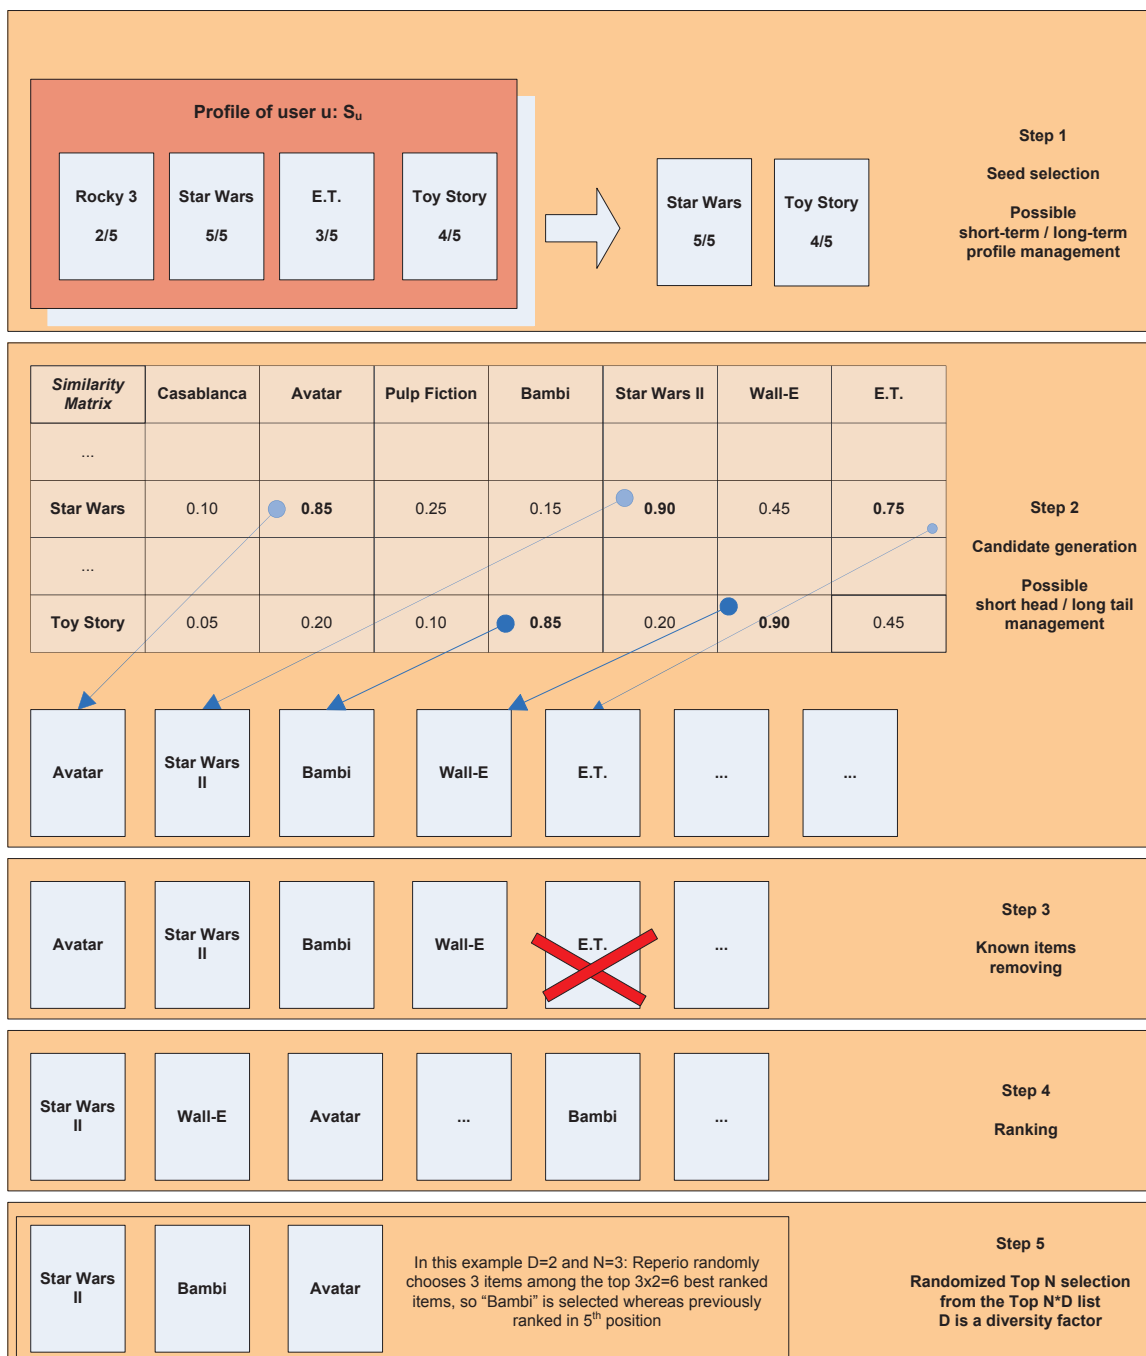 Profile of user u: Su
Rocky 3
2/5
Star Wars
5/5
E.T.
3/5
Toy Story
4/5
Star Wars
5/5
Toy Story
4/5
Step 1
Seed selection
Possible
short-term / long-term
profile management
Similarity
Matrix
Casablanca
Avatar
Pulp Fiction
Bambi
Star Wars II
Wall-E
E.T.
...
Star Wars
0.10
0.85
0.25
0.15
0.90
0.45
0.75
...
Toy Story
0.05
0.20
0.10
0.85
0.20
0.90
0.45
Step 2
Candidate generation
Possible
short head / long tail
management
Avatar
Star Wars
II
Bambi
Wall-E
E.T.
...
...
Avatar
Star Wars
II
Bambi
Wall-E
E.T.
...
Step 3
Known items
removing
Star Wars
II
Wall-E
Avatar
...
Bambi
...
Step 4
Ranking
Star Wars
II
Bambi
Avatar
In this example D=2 and N=3: Reperio randomly
chooses 3 items among the top 3x2=6 best ranked
items, so “Bambi” is selected whereas previously
ranked in 5th position
Step 5
Randomized Top N selection
from the Top N*D list
D is a diversity factor